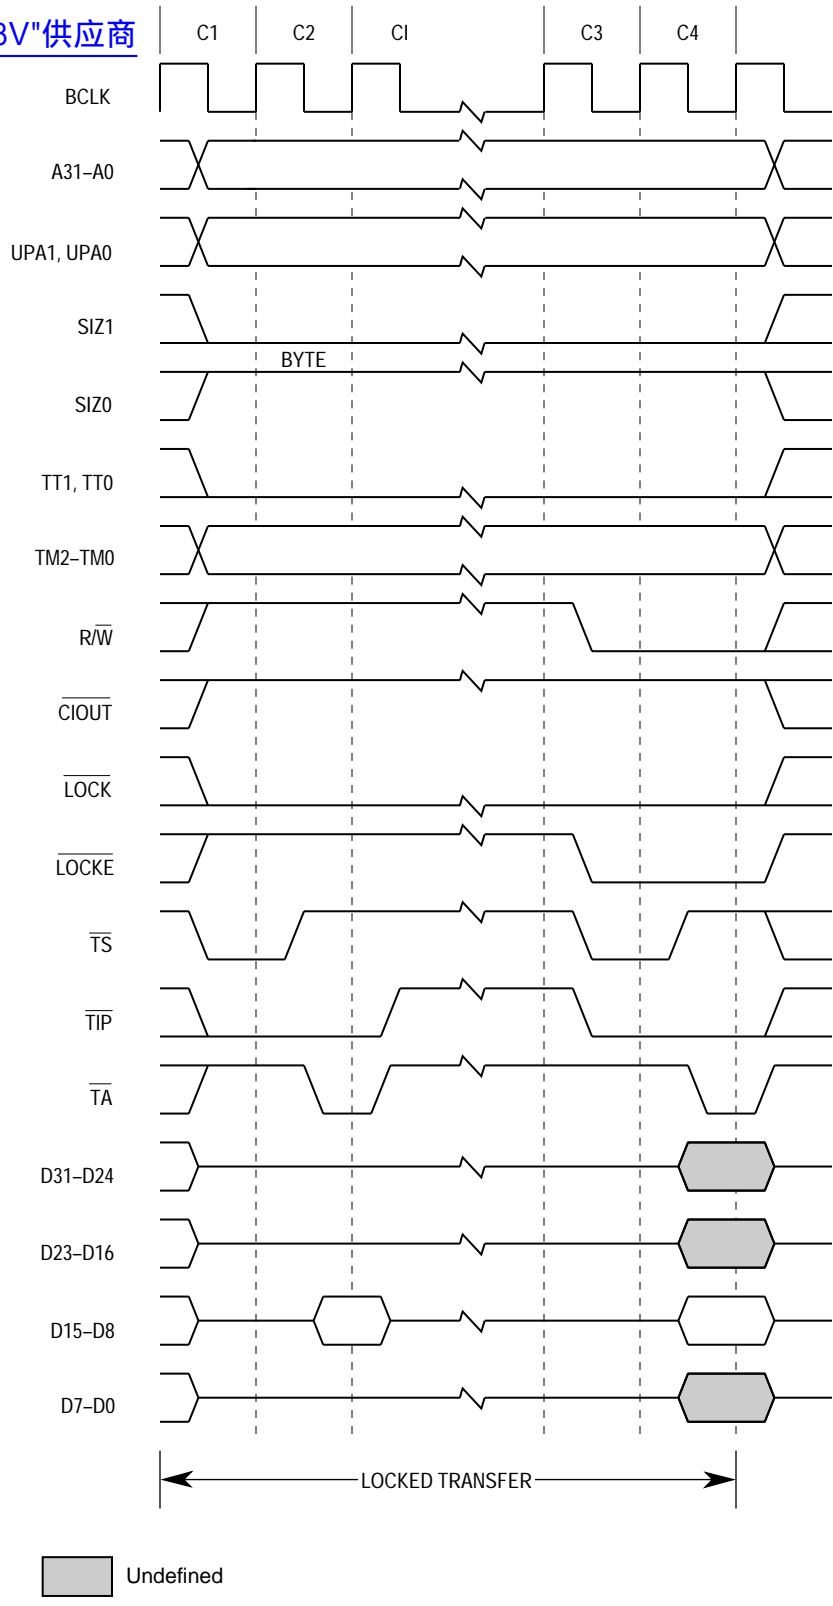 3V"供应商
C1 C2 CI C3 C4
BCLK
A31–A0
UPA1, UPA0
SIZ1
BYTE
SIZ0
TT1, TT0
TM2–TM0
R/W
CIOUT
LOCK
LOCKE
TS
TIP
TA
D31–D24
D23–D16
D15–D8
D7–D0
LOCKED TRANSFER
Undefined